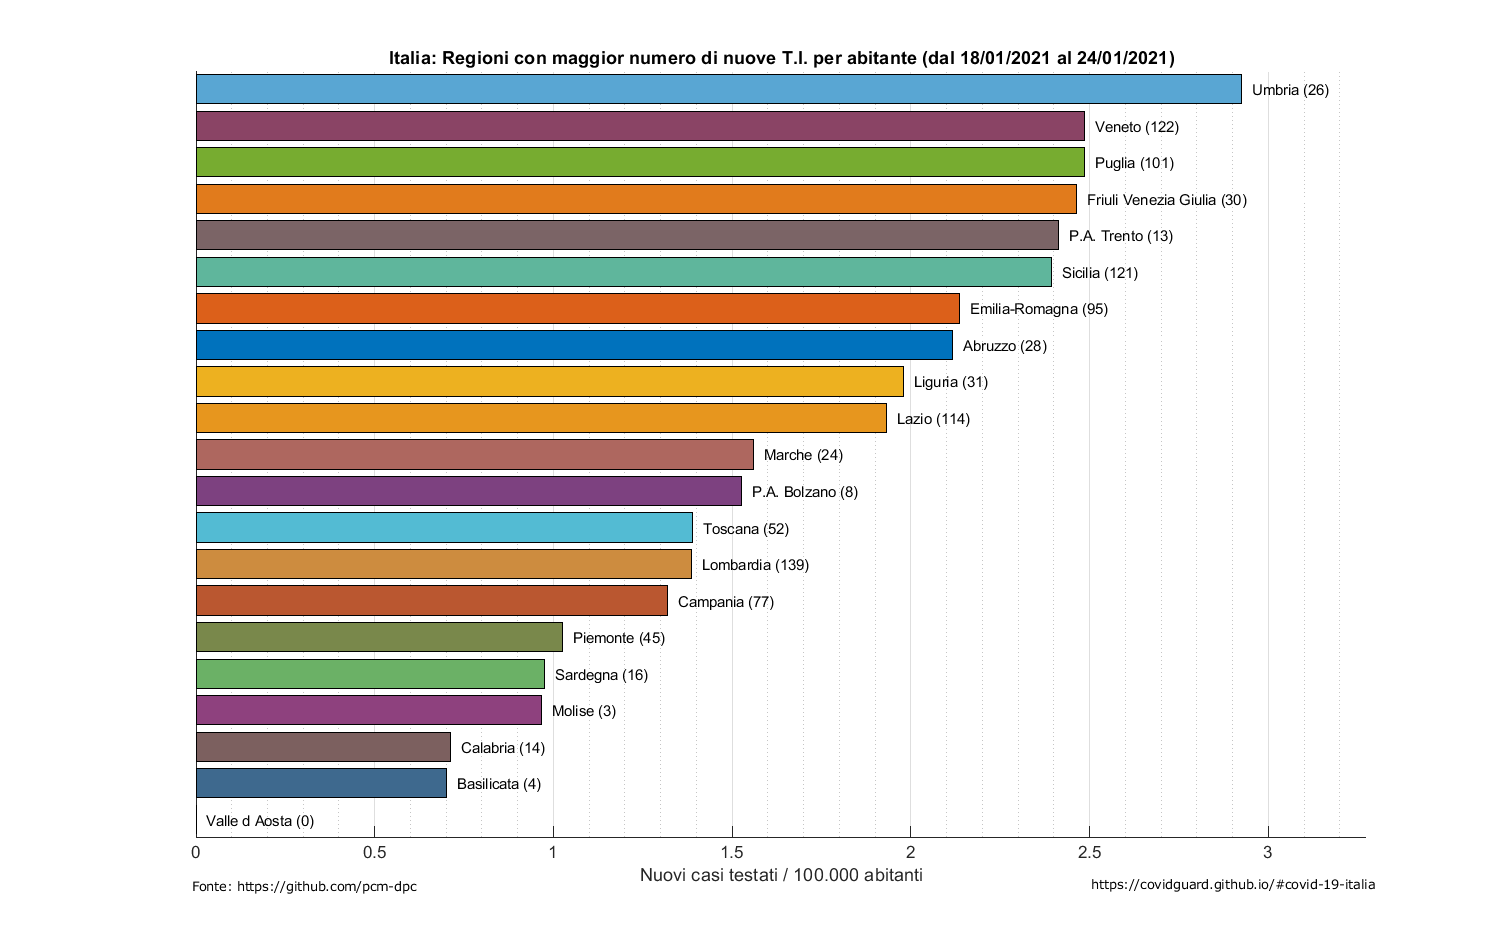 Italia: Regioni con maggior numero di nuove T.I. per abitante (dal 18/01/2021 al 24/01/2021)
Umbria (26)
Veneto (122)
Puglia (101)
Friuli Venezia Giulia (30)
P.A. Trento (13)
Sicilia (121)
Emilia-Romagna (95)
Abruzzo (28)
Liguria (31)
Lazio (114)
Marche (24)
P.A. Bolzano (8)
Toscana (52)
Lombardia (139)
Campania (77)
Piemonte (45)
Sardegna (16)
Molise (3)
Calabria (14)
Basilicata (4)
Valle d Aosta (0)
0 0.5 1 1.5 2 2.5 3
Nuovi casi testati / 100.000 abitanti
Fonte: https://github.com/pcm-dpc
https://covidguard.github.io/#covid-19-italia